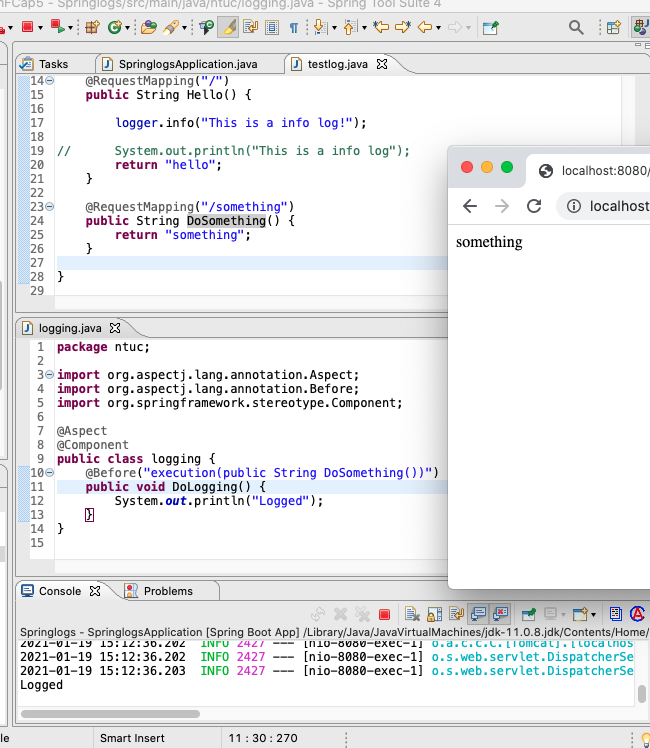 nFCap5 - Springlogs/src/main/java/ntuc/logging.java - Spring Tool Suite 4
Tasks
SpringlogsApplication.java
testlog.java
14 @RequestMapping("/")
15 public String Hello() {
16
17 logger.info("This is a info log!");
18
19 // System.out.println("This is a info log");
20 return "hello";
21 }
22
23 @RequestMapping("/something")
24 public String DoSomething() {
25 return "something";
26 }
27
28 }
29
localhost:8080/
localhost
something
logging.java
1 package ntuc;
2
3 import org.aspectj.lang.annotation.Aspect;
4 import org.aspectj.lang.annotation.Before;
5 import org.springframework.stereotype.Component;
6
7 @Aspect
8 @Component
9 public class logging {
10 @Before("execution(public String DoSomething())")
11 public void DoLogging() {
12 System.out.println("Logged");
13 }
14 }
15
Console
Problems
Springlogs - SpringlogsApplication [Spring Boot App] /Library/Java/JavaVirtualMachines/jdk-11.0.8.jdk/Contents/Home/
2021-01-19 15:12:36.202 INFO 2427 --- [nio-8080-exec-1] o.a.c.c.C.[Tomcat].[localhos
2021-01-19 15:12:36.202 INFO 2427 --- [nio-8080-exec-1] o.s.web.servlet.DispatcherSe
2021-01-19 15:12:36.203 INFO 2427 --- [nio-8080-exec-1] o.s.web.servlet.DispatcherSe
Logged
le
Smart Insert
11 : 30 : 270